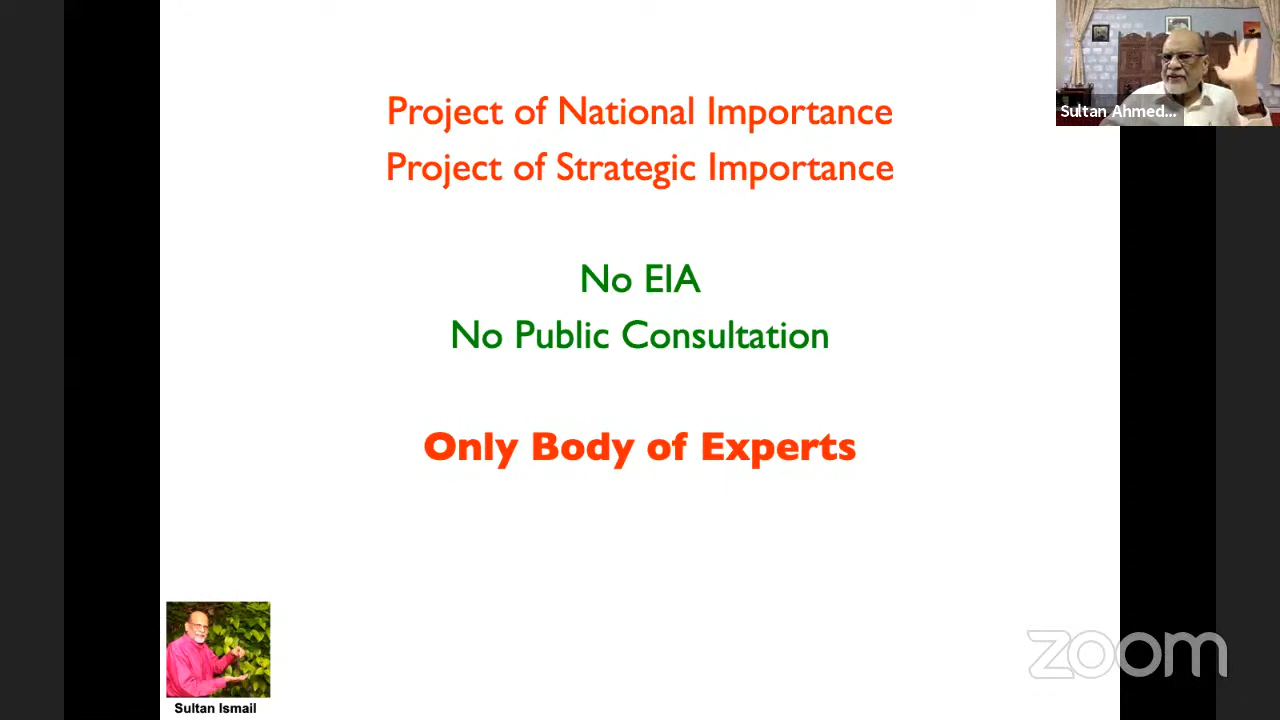 Project of National Importance
Sultan Ahmed...
Project of Strategic Importance
No EIA
No Public Consultation
Only Body of Experts
zoom
Sultan Ismail